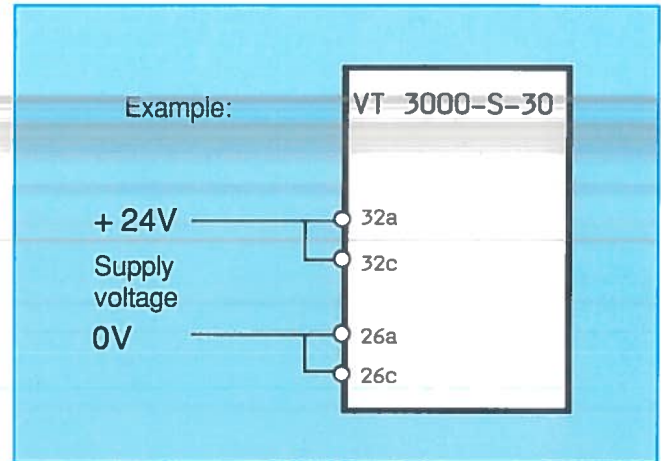 Example:
VT 3000-S-30
+ 24V
32a
Supply
voltage
32c
0V
26a
26c